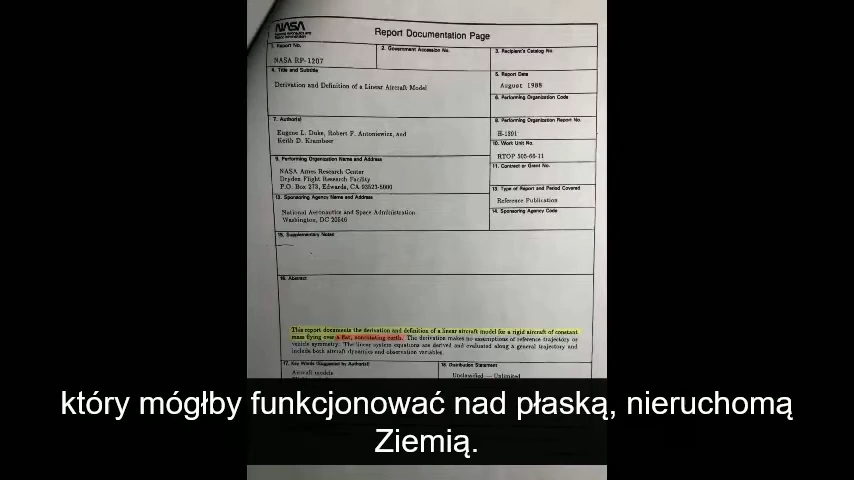 NASA
Report Documentation Page
1. Report No.
NASA RP-1207
2. Government Accession No.
3. Recipient's Catalog No.
4. Title and Subtitle
Derivation and Definition of a Linear Aircraft Model
5. Report Date
August 1988
6. Performing Organization Code
7. Author(s)
Eugene L. Duke, Robert F. Antoniewicz, and
Keith D. Krambeer
8. Performing Organization Report No.
H-1391
10. Work Unit No.
RTOP 505-66-11
9. Performing Organization Name and Address
NASA Ames Research Center
Dryden Flight Research Facility
P.O. Box 273, Edwards, CA 93523-5000
11. Contract or Grant No.
13. Type of Report and Period Covered
Reference Publication
12. Sponsoring Agency Name and Address
National Aeronautics and Space Administration
Washington, DC 20546
14. Sponsoring Agency Code
15. Supplementary Notes
16. Abstract
This report documents the derivation and definition of a linear aircraft model for a rigid aircraft of constant
mass flying over a flat, nonrotating earth. The derivation makes no assumptions of reference trajectory or
vehicle symmetry. The linear system equations are derived and evaluated along a general trajectory and
include both aircraft dynamics and observation variables.
17. Key Words (Suggested by Author(s))
Aircraft models
18. Distribution Statement
Unclassified — Unlimited
który mógłby funkcjonować nad płaską, nieruchomą
Ziemią.